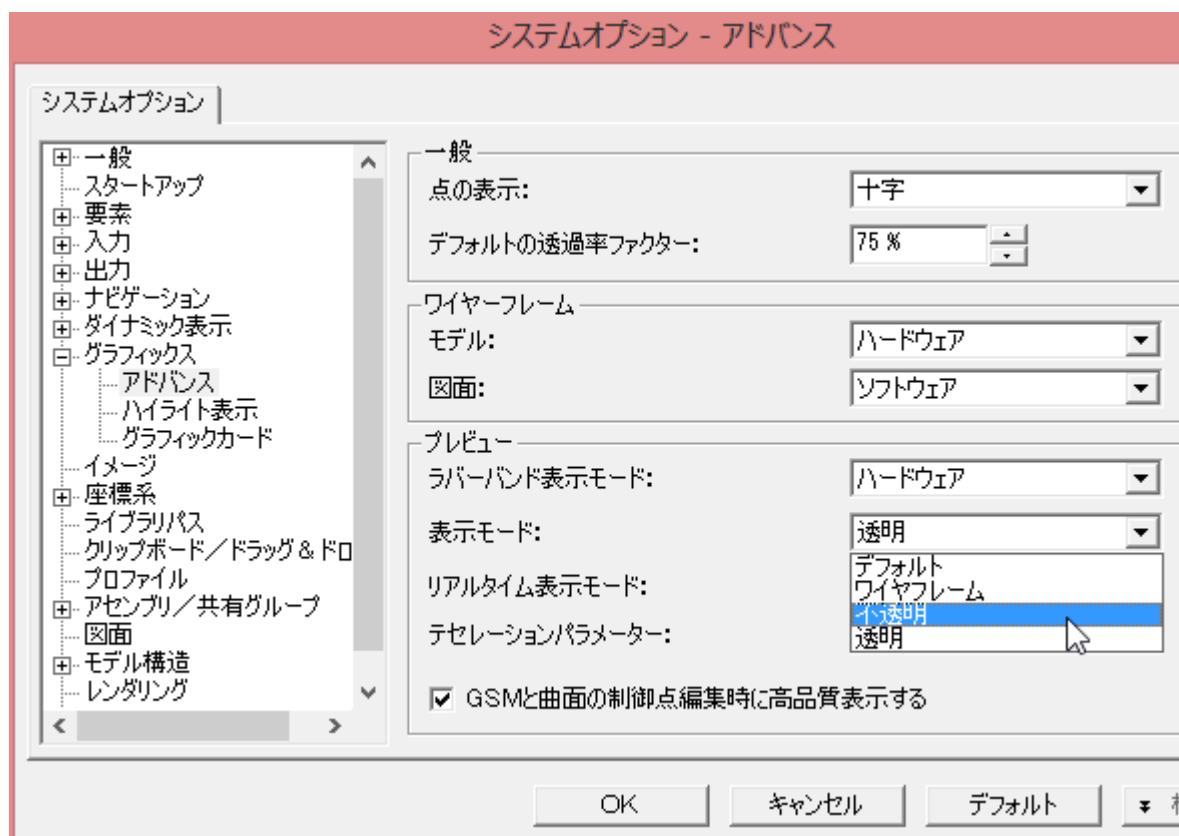 システムオプション - アドバンス
システムオプション
一般
スタートアップ
要素
入力
出力
ナビゲーション
ダイナミック表示
グラフィックス
アドバンス
ハイライト表示
グラフィックカード
イメージ
座標系
ライブラリパス
クリップボード／ドラッグ＆ドロ
プロファイル
アセンブリ／共有グループ
図面
モデル構造
レンダリング
一般
点の表示:
十字
デフォルトの透過率ファクター:
75 %
ワイヤーフレーム
モデル:
ハードウェア
図面:
ソフトウェア
プレビュー
ラバーバンド表示モード:
ハードウェア
表示モード:
透明
デフォルト
ワイヤフレーム
不透明
透明
リアルタイム表示モード:
テセレーションパラメーター:
GSMと曲面の制御点編集時に高品質表示する
OK
キャンセル
デフォルト